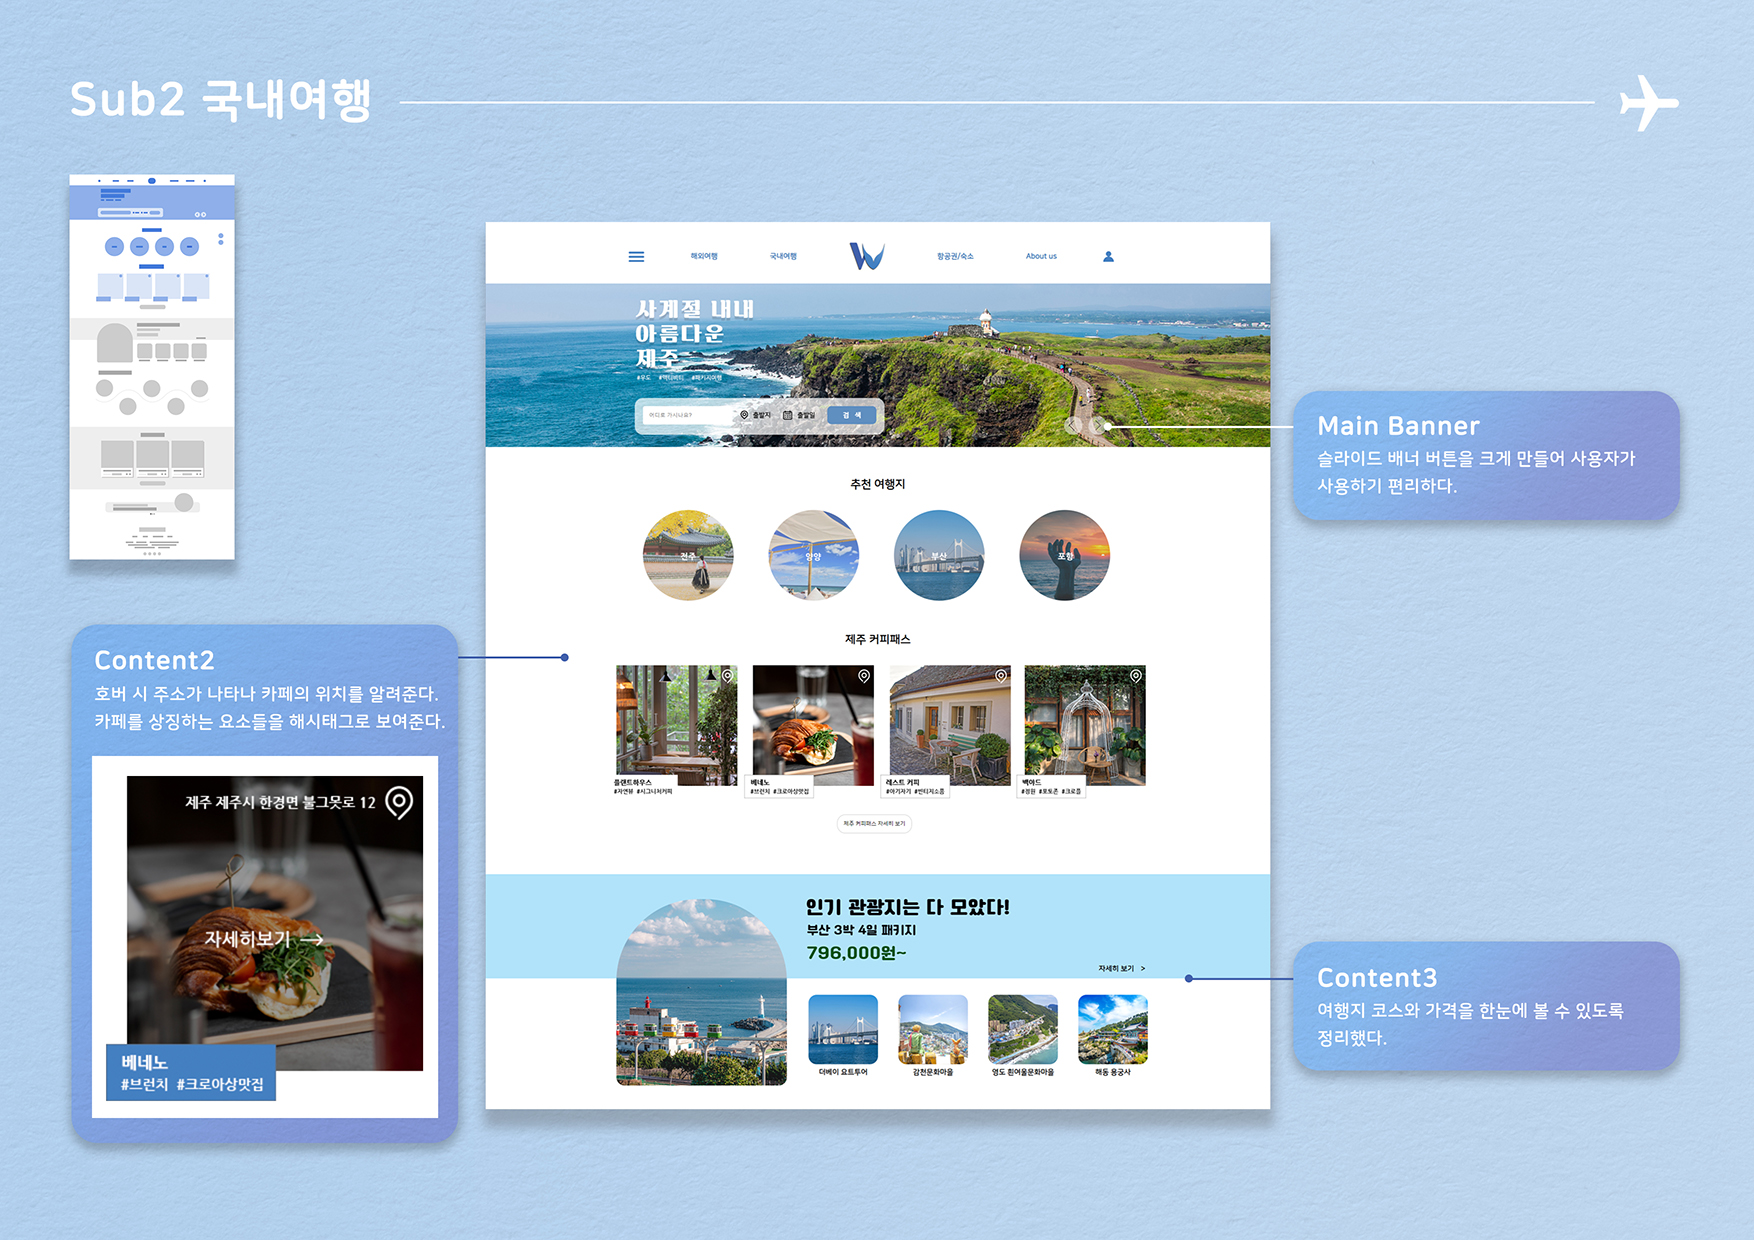 Sub2 국내여행
해외여행
국내여행
항공권/숙소
About us
사계절 내내
아름다운
제주
#우도 #액티비티 #패키지여행
어디로 가시나요?
출발지
출발일
검 색
Main Banner
슬라이드 배너 버튼을 크게 만들어 사용자가
사용하기 편리하다.
추천 여행지
전주
양양
부산
포항
제주 커피패스
Content2
호버 시 주소가 나타나 카페의 위치를 알려준다.
카페를 상징하는 요소들을 해시태그로 보여준다.
제주 제주시 한경면 불그못로 12
자세히보기
베네노
#브런치 #크로아상맛집
플랜트하우스
#자연뷰 #시그니처커피
베네노
#브런치 #크로아상맛집
레스트 커피
#아기자기 #빈티지소품
백야드
#정원 #포토존 #크로플
제주 커피패스 자세히 보기
인기 관광지는 다 모았다!
부산 3박 4일 패키지
796,000원~
자세히 보기 >
더베이 요트투어
감천문화마을
영도 흰여울문화마을
해동 용궁사
Content3
여행지 코스와 가격을 한눈에 볼 수 있도록
정리했다.